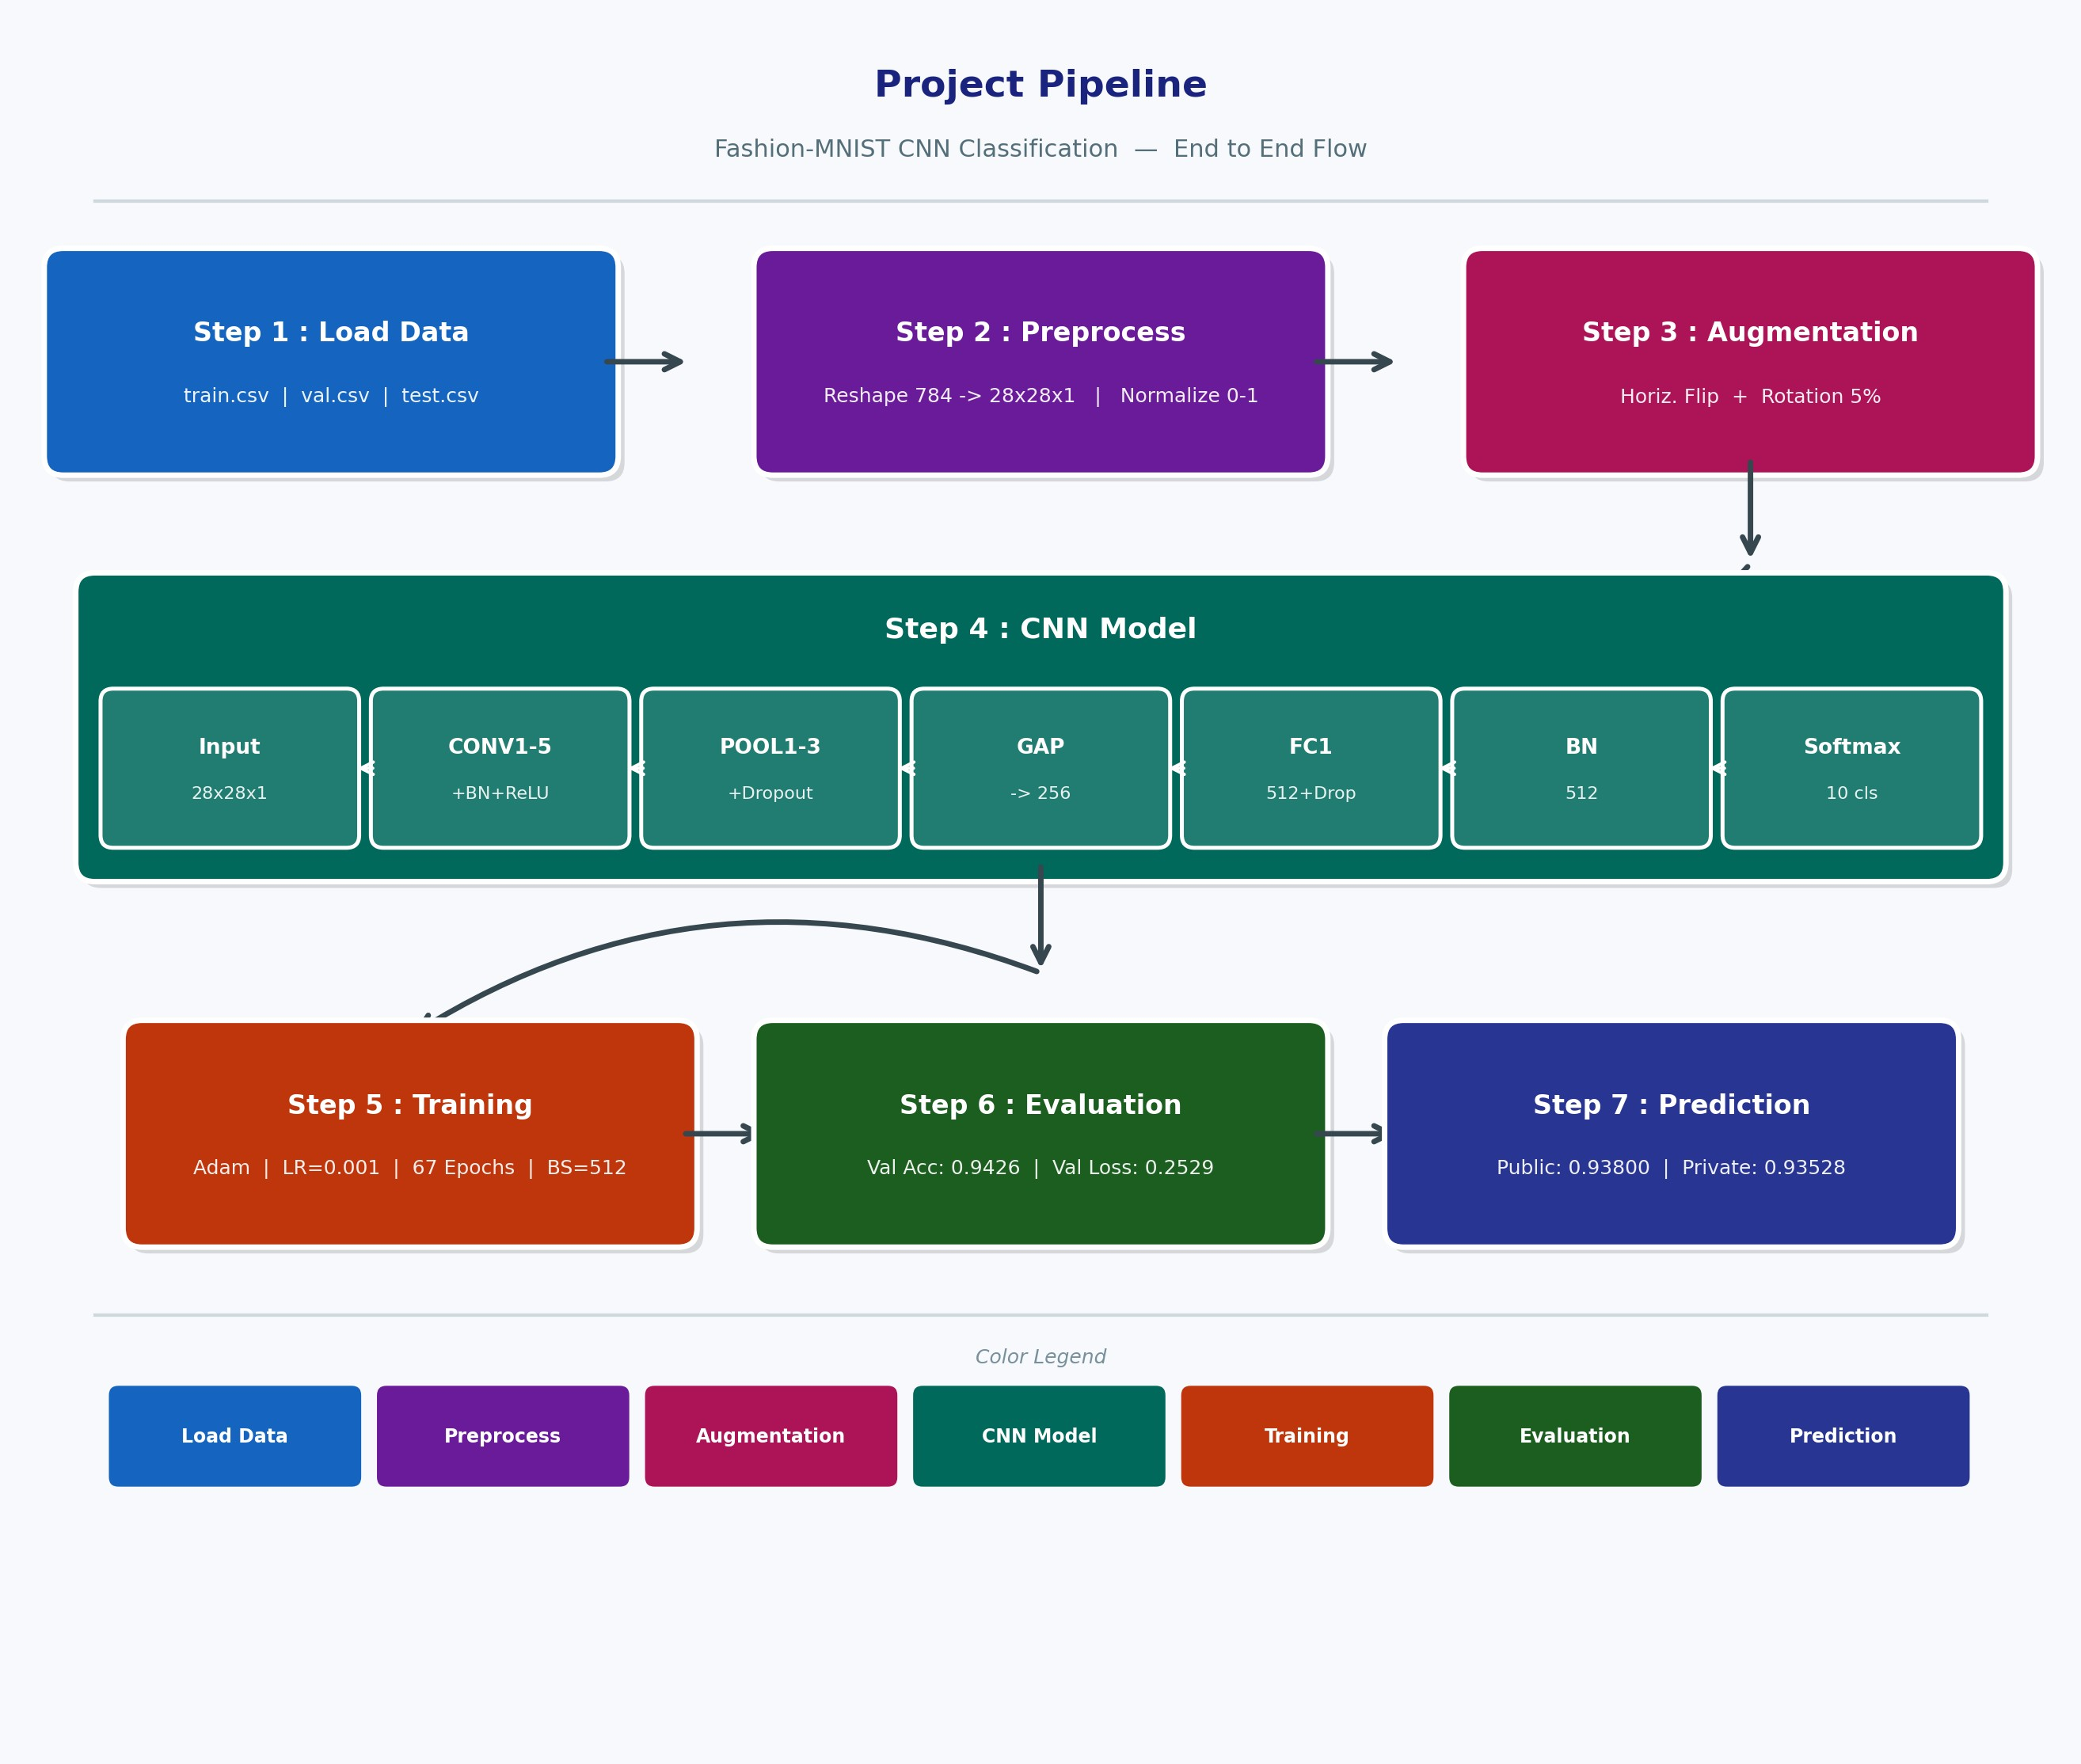 Project Pipeline
Fashion-MNIST CNN Classification — End to End Flow
Step 1 : Load Data
train.csv | val.csv | test.csv
Step 2 : Preprocess
Reshape 784 -> 28x28x1 | Normalize 0-1
Step 3 : Augmentation
Horiz. Flip + Rotation 5%
Step 4 : CNN Model
Input
28x28x1
CONV1-5
+BN+ReLU
POOL1-3
+Dropout
GAP
-> 256
FC1
512+Drop
BN
512
Softmax
10 cls
Step 5 : Training
Adam | LR=0.001 | 67 Epochs | BS=512
Step 6 : Evaluation
Val Acc: 0.9426 | Val Loss: 0.2529
Step 7 : Prediction
Public: 0.93800 | Private: 0.93528
Color Legend
Load Data
Preprocess
Augmentation
CNN Model
Training
Evaluation
Prediction